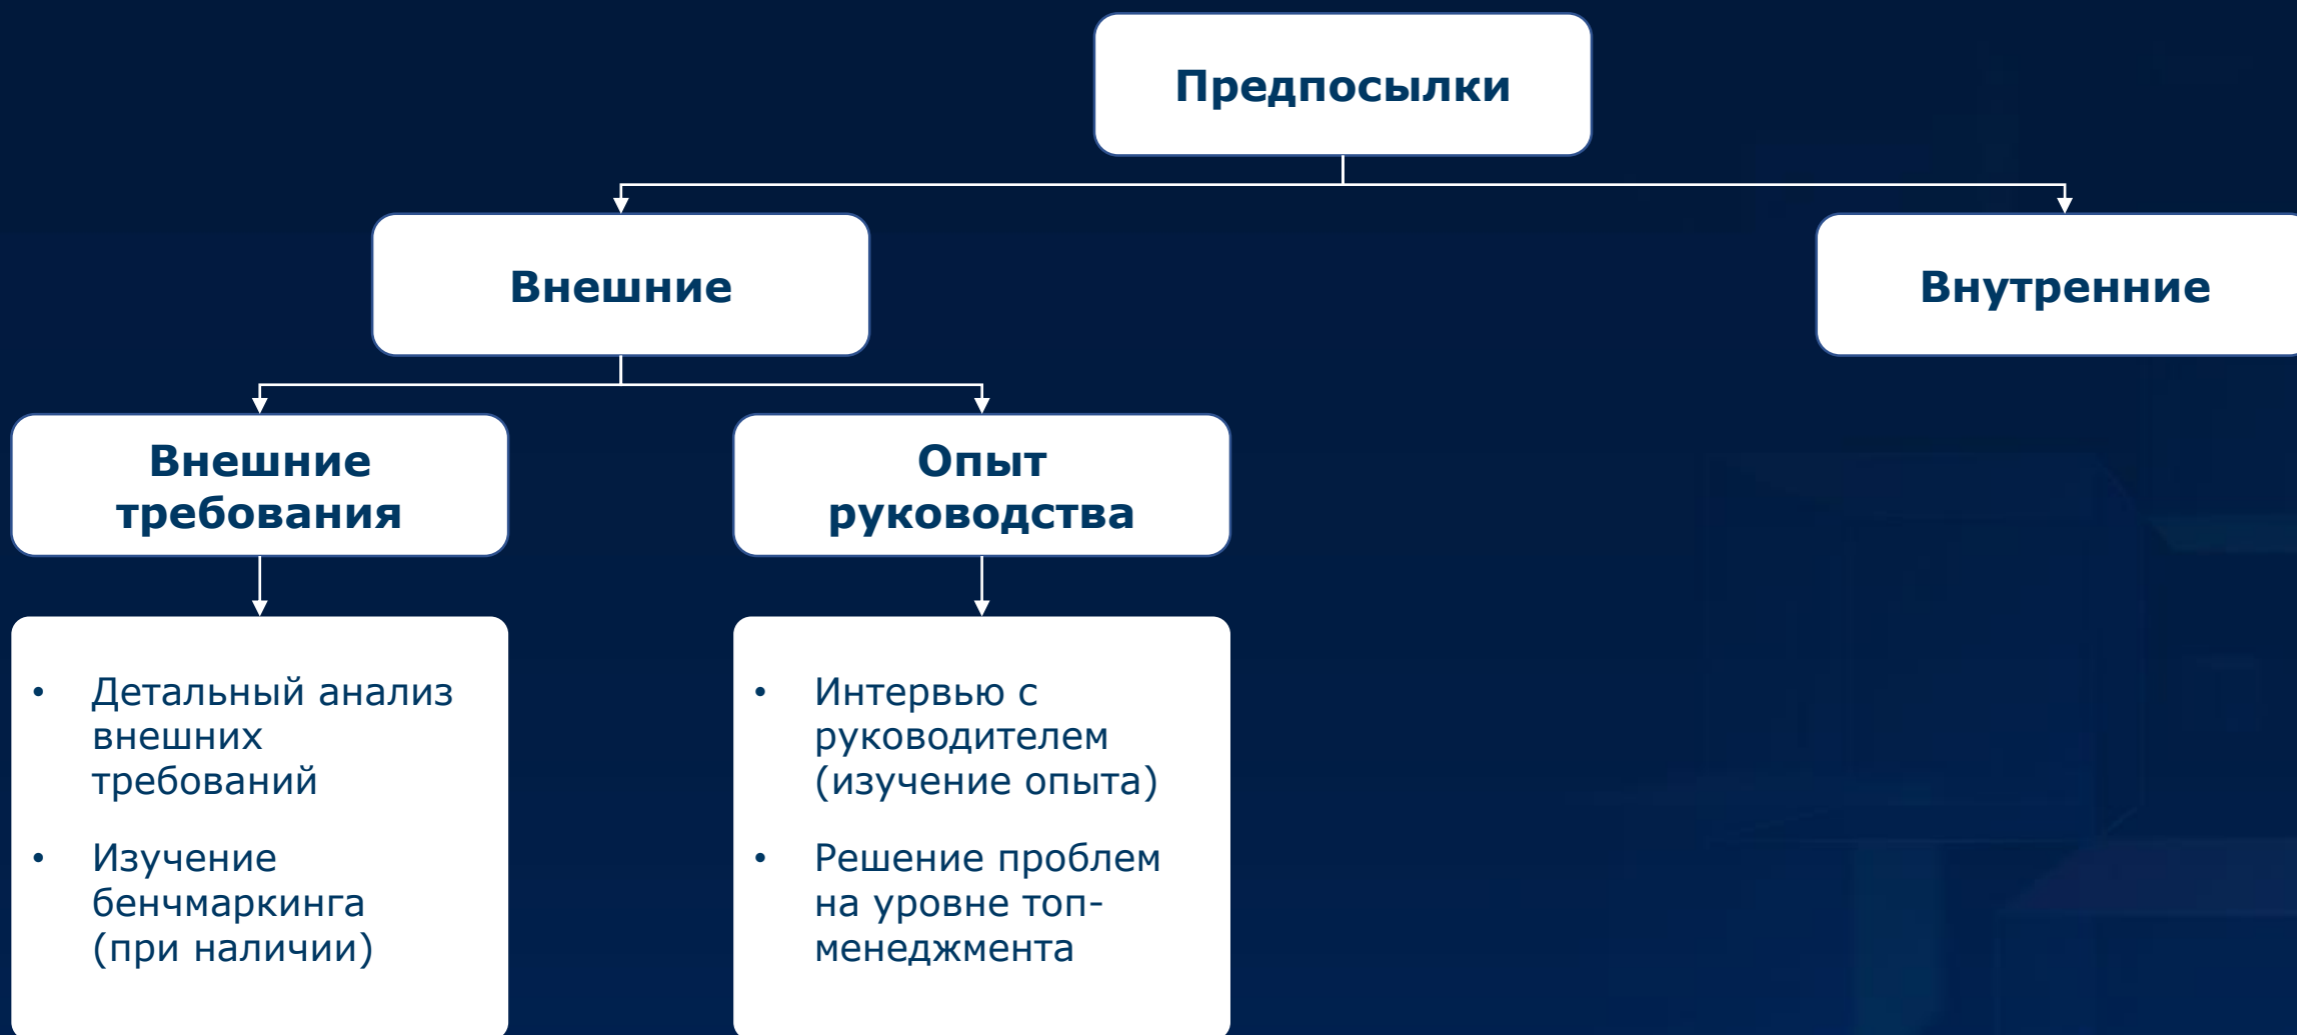 Предпосылки
Внешние
Внутренние
Внешние
требования
Опыт
руководства
• Детальный анализ
внешних
требований
• Изучение
бенчмаркинга
(при наличии)
• Интервью с
руководителем
(изучение опыта)
• Решение проблем
на уровне топ-
менеджмента